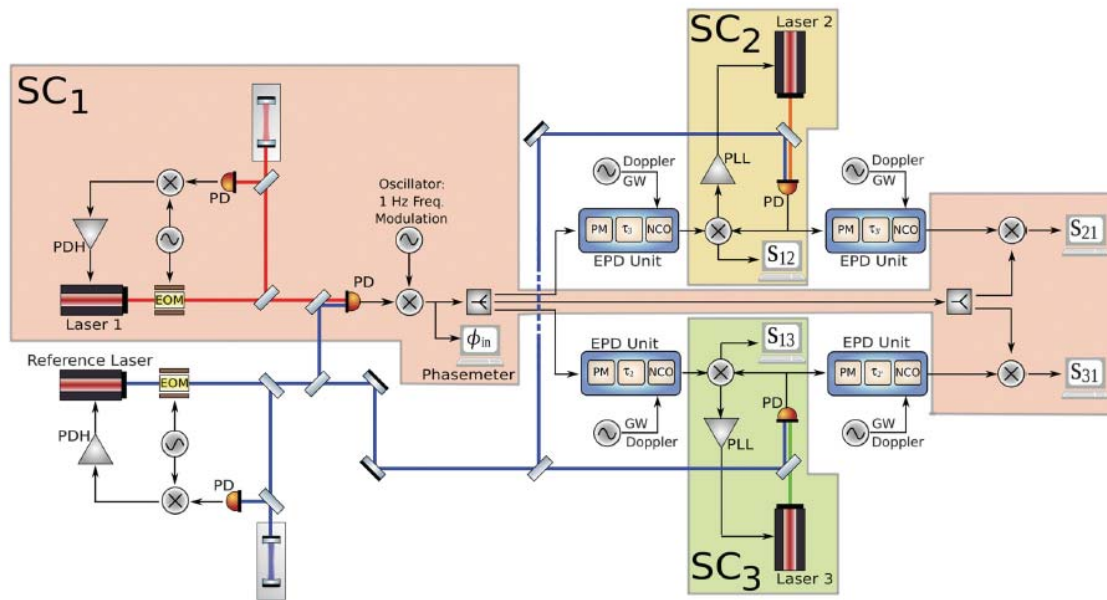 SC1
PD
PDH
Laser 1
EOM
Oscillator:
1 Hz Freq.
Modulation
PD
ϕin
Phasemeter
Reference Laser
EOM
PDH
PD
SC2
Laser 2
PLL
PD
S12
Doppler
GW
PM
τ3
NCO
EPD Unit
Doppler
GW
PM
τ3'
NCO
EPD Unit
S21
EPD Unit
PM
τ2
NCO
GW
Doppler
S13
PD
PLL
SC3
Laser 3
EPD Unit
PM
τ2'
NCO
GW
Doppler
S31